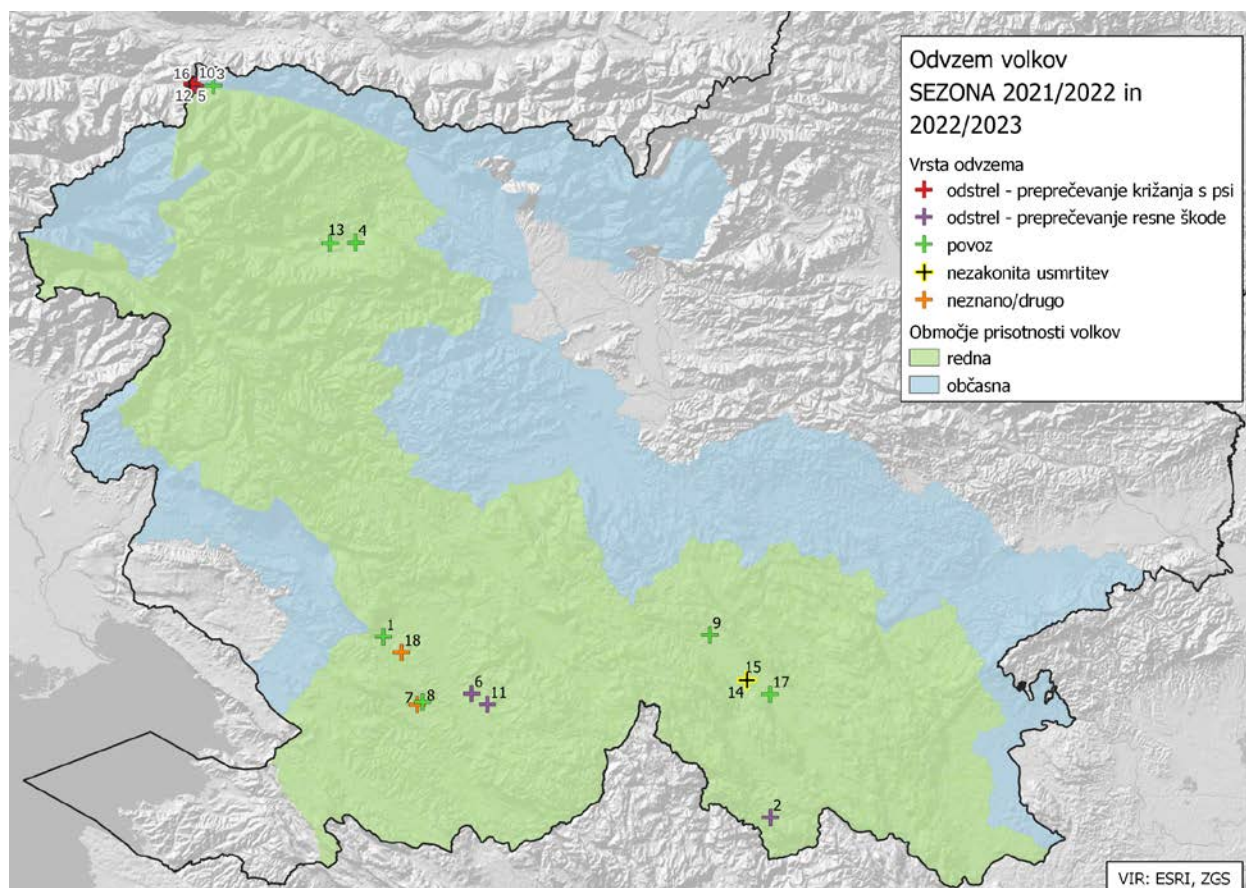 Odvzem volkov
SEZONA 2021/2022 in
2022/2023
Vrsta odvzema
odstrel - preprečevanje križanja s psi
odstrel - preprečevanje resne škode
povoz
nezakonita usmrtitev
neznano/drugo
Območje prisotnosti volkov
redna
občasna
16 10 3
12 5
13 4
1
18
9
15
6
14 17
7 8 11
2
VIR: ESRI, ZGS